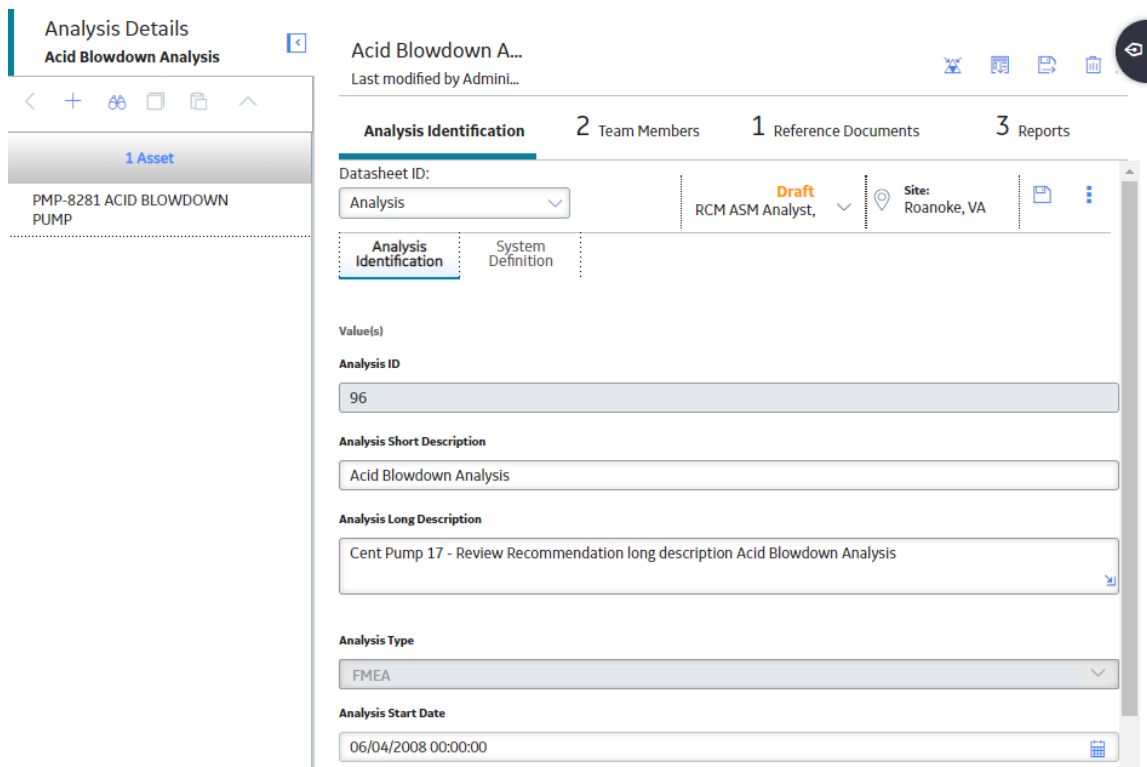 Analysis Details
Acid Blowdown Analysis
1 Asset
PMP-8281 ACID BLOWDOWN
PUMP
Acid Blowdown A...
Last modified by Admini...
Analysis Identification
2 Team Members
1 Reference Documents
3 Reports
Datasheet ID:
Analysis
Draft
RCM ASM Analyst,
Site:
Roanoke, VA
Analysis
Identification
System
Definition
Value(s)
Analysis ID
96
Analysis Short Description
Acid Blowdown Analysis
Analysis Long Description
Cent Pump 17 - Review Recommendation long description Acid Blowdown Analysis
Analysis Type
FMEA
Analysis Start Date
06/04/2008 00:00:00